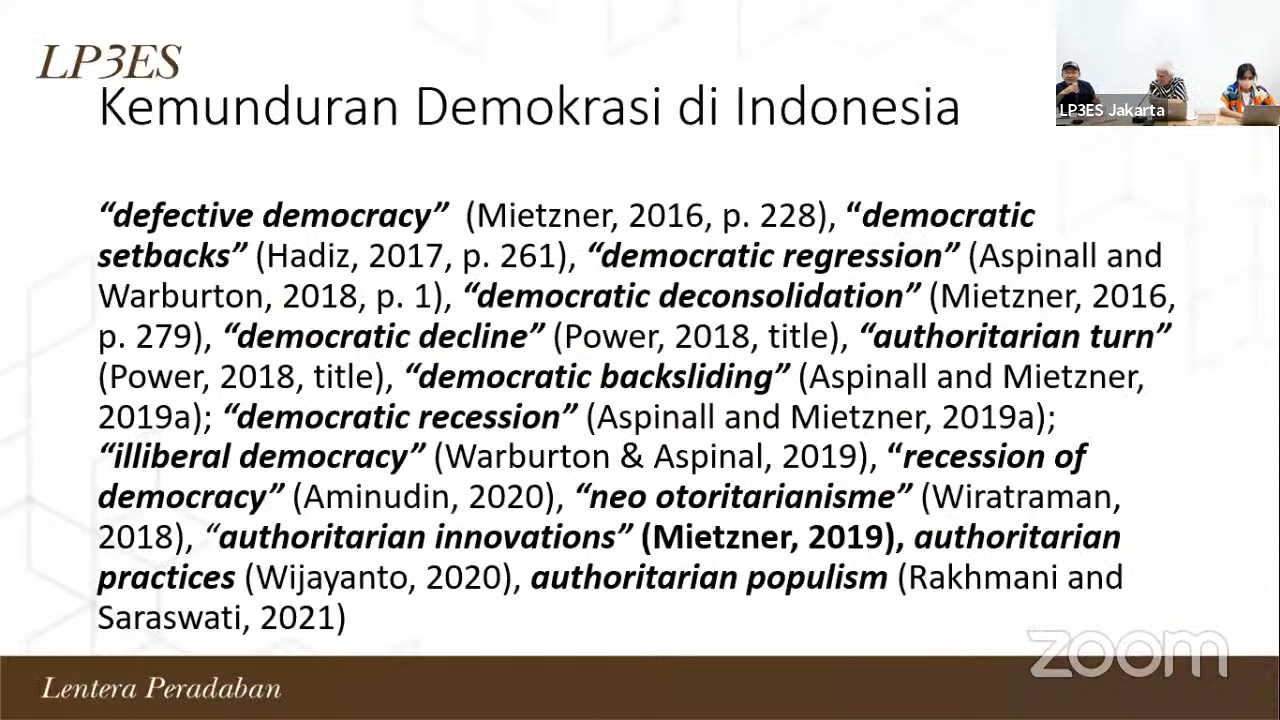 LP3ES
Kemunduran Demokrasi di Indonesia
LP3ES Jakarta
“defective democracy” (Mietzner, 2016, p. 228), “democratic
setbacks” (Hadiz, 2017, p. 261), “democratic regression” (Aspinall and
Warburton, 2018, p. 1), “democratic deconsolidation” (Mietzner, 2016,
p. 279), “democratic decline” (Power, 2018, title), “authoritarian turn”
(Power, 2018, title), “democratic backsliding” (Aspinall and Mietzner,
2019a); “democratic recession” (Aspinall and Mietzner, 2019a);
“illiberal democracy” (Warburton & Aspinal, 2019), “recession of
democracy” (Aminudin, 2020), “neo otoritarianisme” (Wiratraman,
2018), “authoritarian innovations” (Mietzner, 2019), authoritarian
practices (Wijayanto, 2020), authoritarian populism (Rakhmani and
Saraswati, 2021)
zoom
Lentera Peradaban